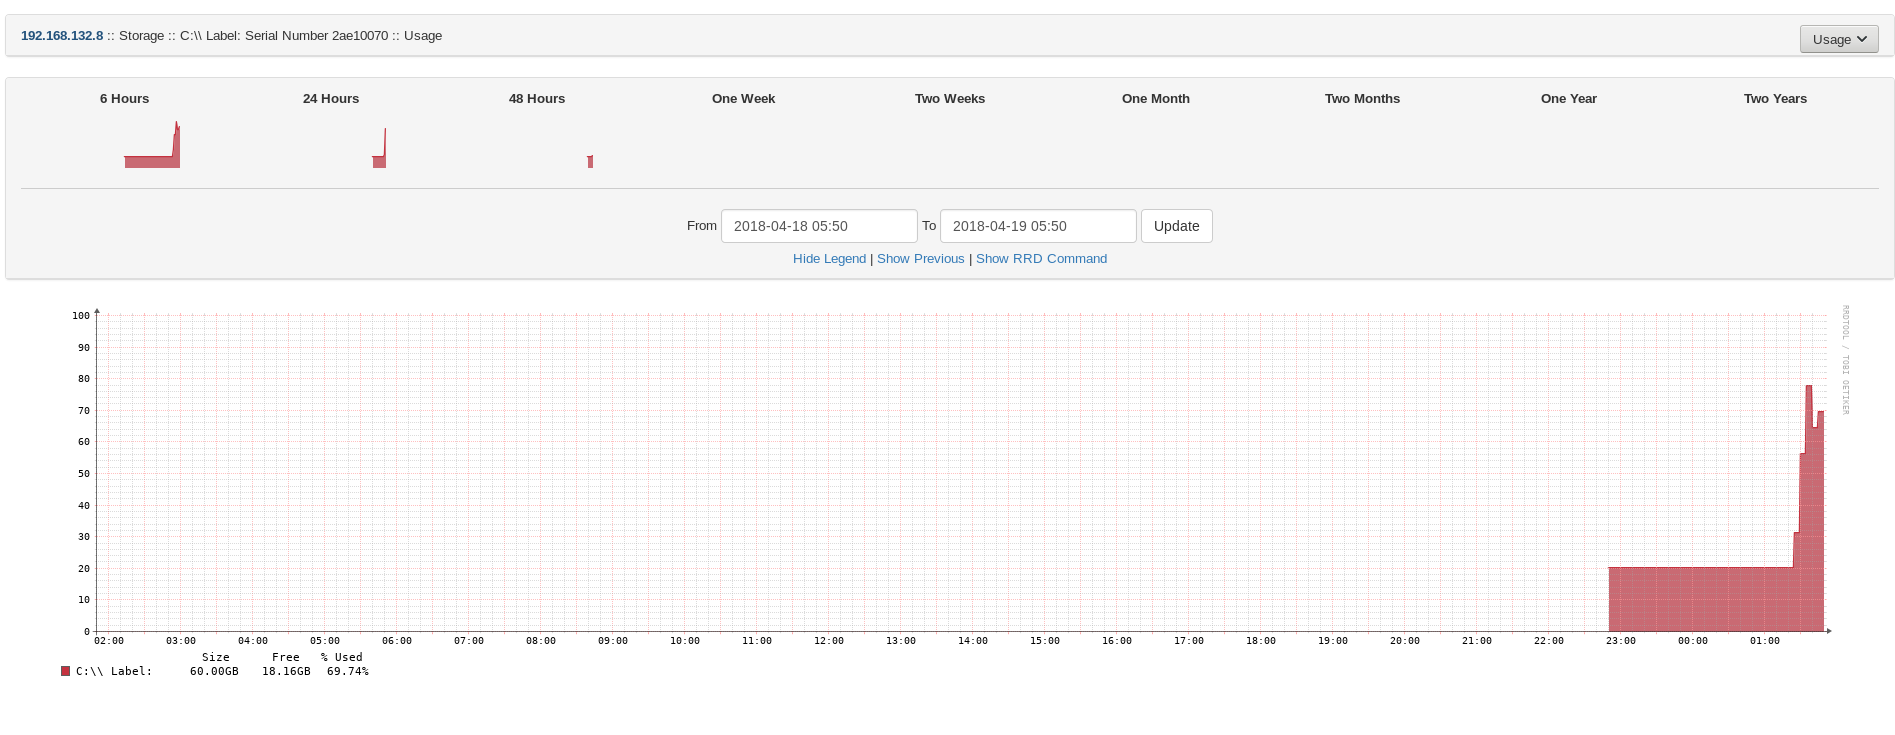 192.168.132.8 :: Storage :: C:\\ Label: Serial Number 2ae10070 :: Usage
Usage
6 Hours 24 Hours 48 Hours One Week Two Weeks One Month Two Months One Year Two Years
From 2018-04-18 05:50 To 2018-04-19 05:50 Update
Hide Legend | Show Previous | Show RRD Command
RRDTOOL / TOBI OETIKER
100
90
80
70
60
50
40
30
20
10
0
02:00 03:00 04:00 05:00 06:00 07:00 08:00 09:00 10:00 11:00 12:00 13:00 14:00 15:00 16:00 17:00 18:00 19:00 20:00 21:00 22:00 23:00 00:00 01:00
Size Free % Used
C:\\ Label: 60.00GB 18.16GB 69.74%